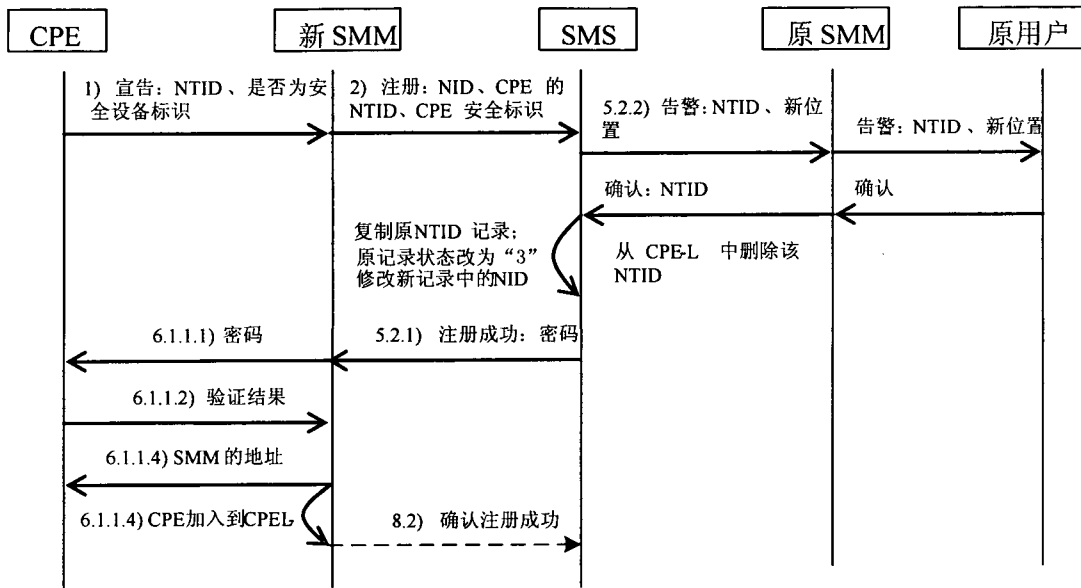 CPE
新 SMM
SMS
原 SMM
原用户
1) 宣告：NTID 、是否为安
全设备标识
2) 注册：NID、CPE 的
NTID、CPE 安全标识
5.2.2) 告警：NTID 、新位
置
告警：NTID 、新位置
确认：NTID
确认
复制原NTID 记录；
原记录状态改为“3”
修改新记录中的NID
从 CPE-L 中删除该
NTID
6.1.1.1) 密码
5.2.1) 注册成功：密码
6.1.1.2) 验证结果
6.1.1.4) SMM 的地址
6.1.1.4) CPE加入到CPEL
8.2) 确认注册成功